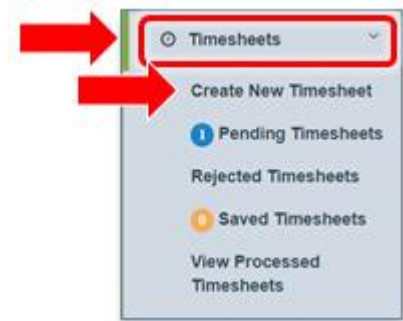 Timesheets
Create New Timesheet
1 Pending Timesheets
Rejected Timesheets
0 Saved Timesheets
View Processed
Timesheets